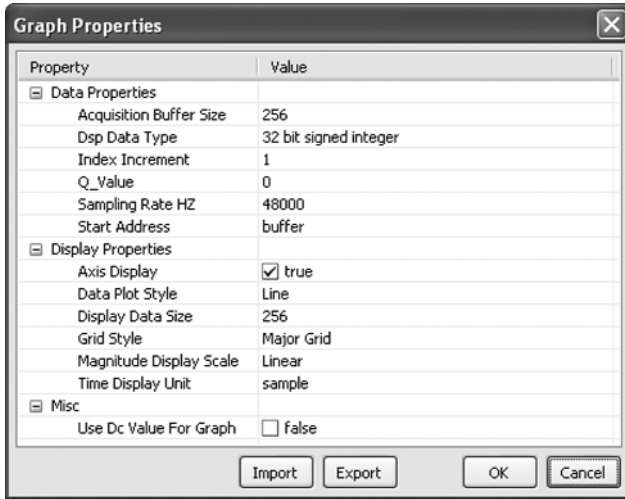 Graph Properties
Property Value
Data Properties
Acquisition Buffer Size 256
Dsp Data Type 32 bit signed integer
Index Increment 1
Q_Value 0
Sampling Rate HZ 48000
Start Address buffer
Display Properties
Axis Display true
Data Plot Style Line
Display Data Size 256
Grid Style Major Grid
Magnitude Display Scale Linear
Time Display Unit sample
Misc
Use Dc Value For Graph false
Import Export OK Cancel